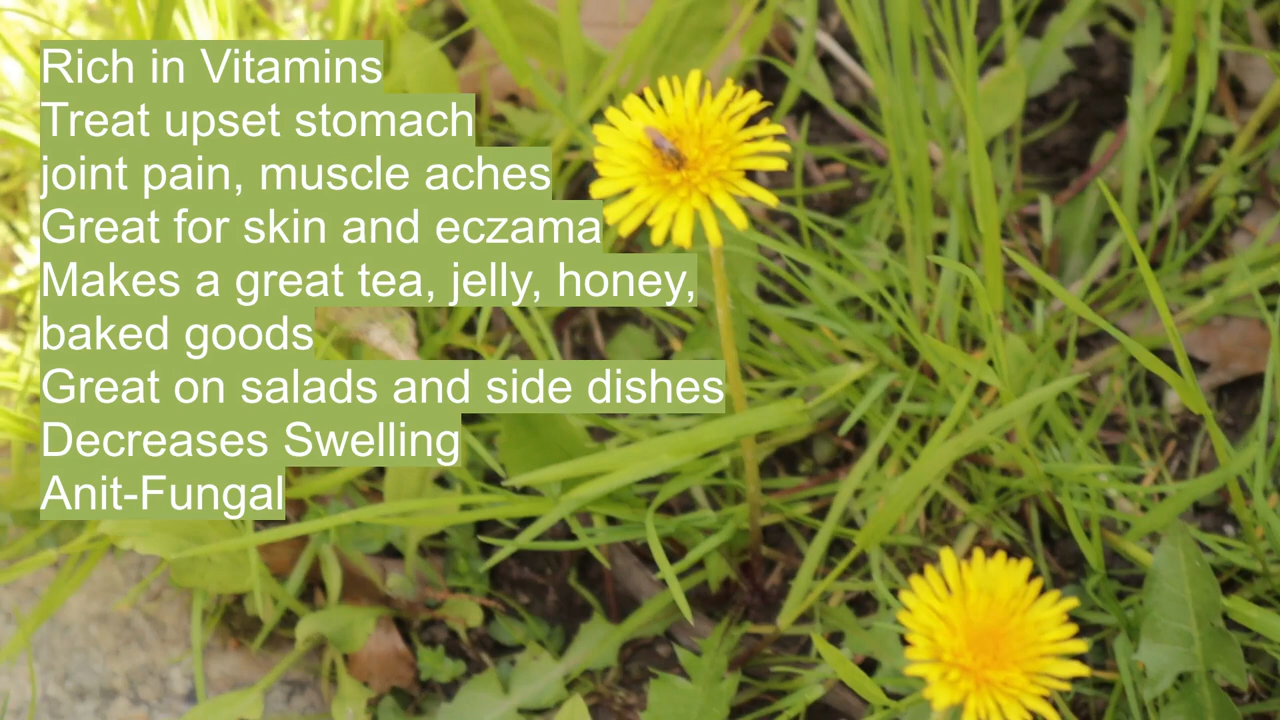 Rich in Vitamins
Treat upset stomach
joint pain, muscle aches
Great for skin and eczama
Makes a great tea, jelly, honey,
baked goods
Great on salads and side dishes
Decreases Swelling
Anit-Fungal